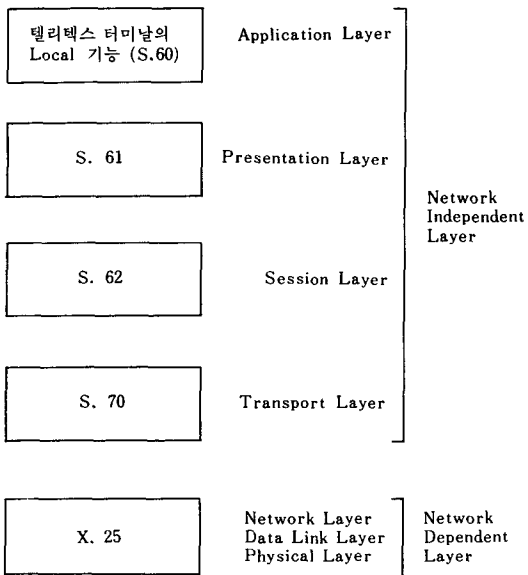 텔리텍스 터미날의
Local 기능 (S.60)
Application Layer
S. 61
Presentation Layer
Network
Independent
Layer
S. 62
Session Layer
S. 70
Transport Layer
X. 25
Network Layer
Data Link Layer
Physical Layer
Network
Dependent
Layer